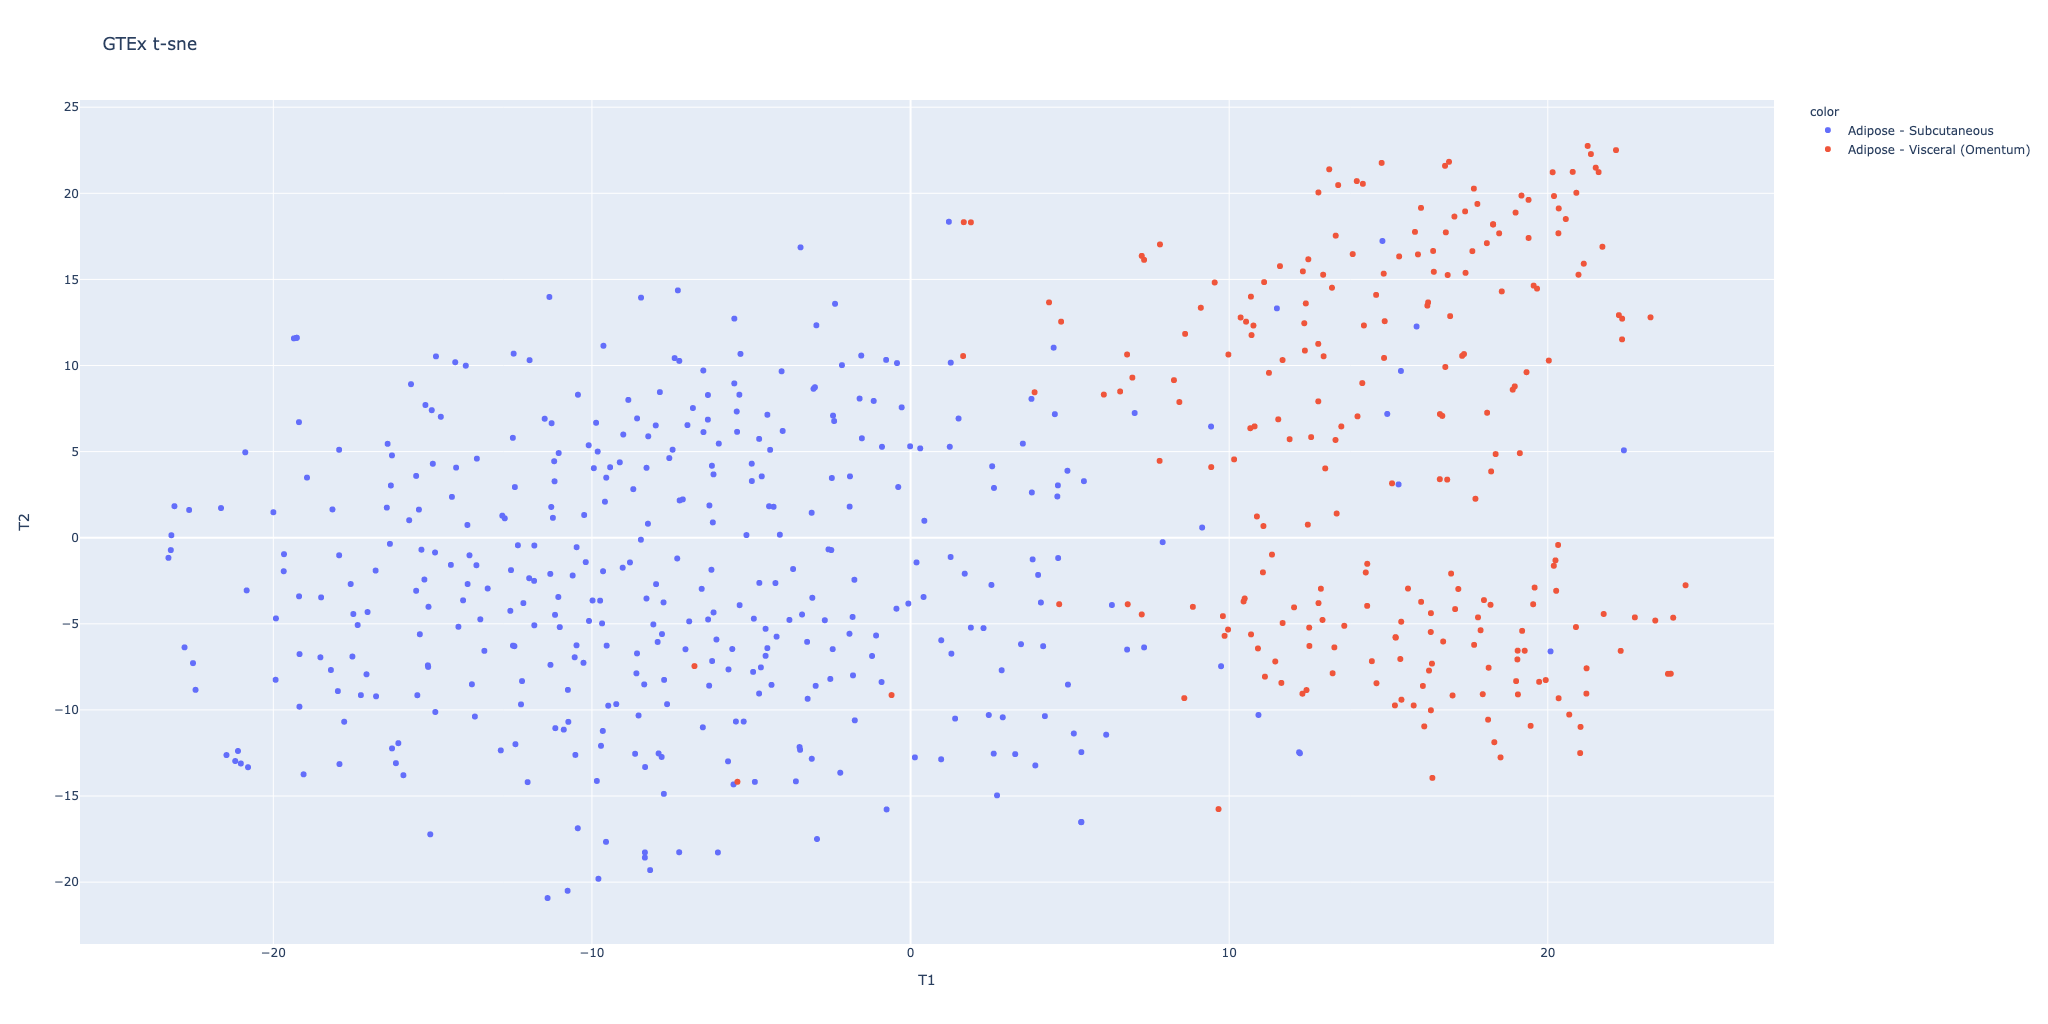 GTEx t-sne
color
Adipose - Subcutaneous
Adipose - Visceral (Omentum)
25
20
15
10
5
0
−5
−10
−15
−20
T2
−20
−10
0
10
20
T1